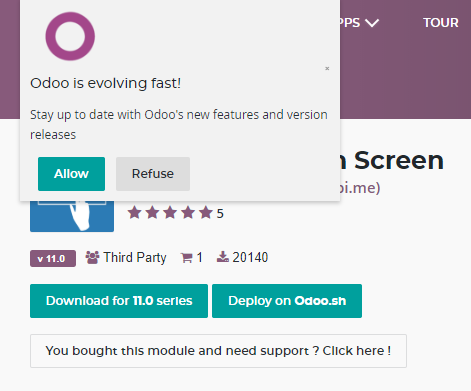 PPS
TOUR
×
Odoo is evolving fast!
Stay up to date with Odoo's new features and version
releases
Allow
Refuse
Screen
pi.me)
5
v 11.0
Third Party
1
20140
Download for 11.0 series
Deploy on Odoo.sh
You bought this module and need support ? Click here !